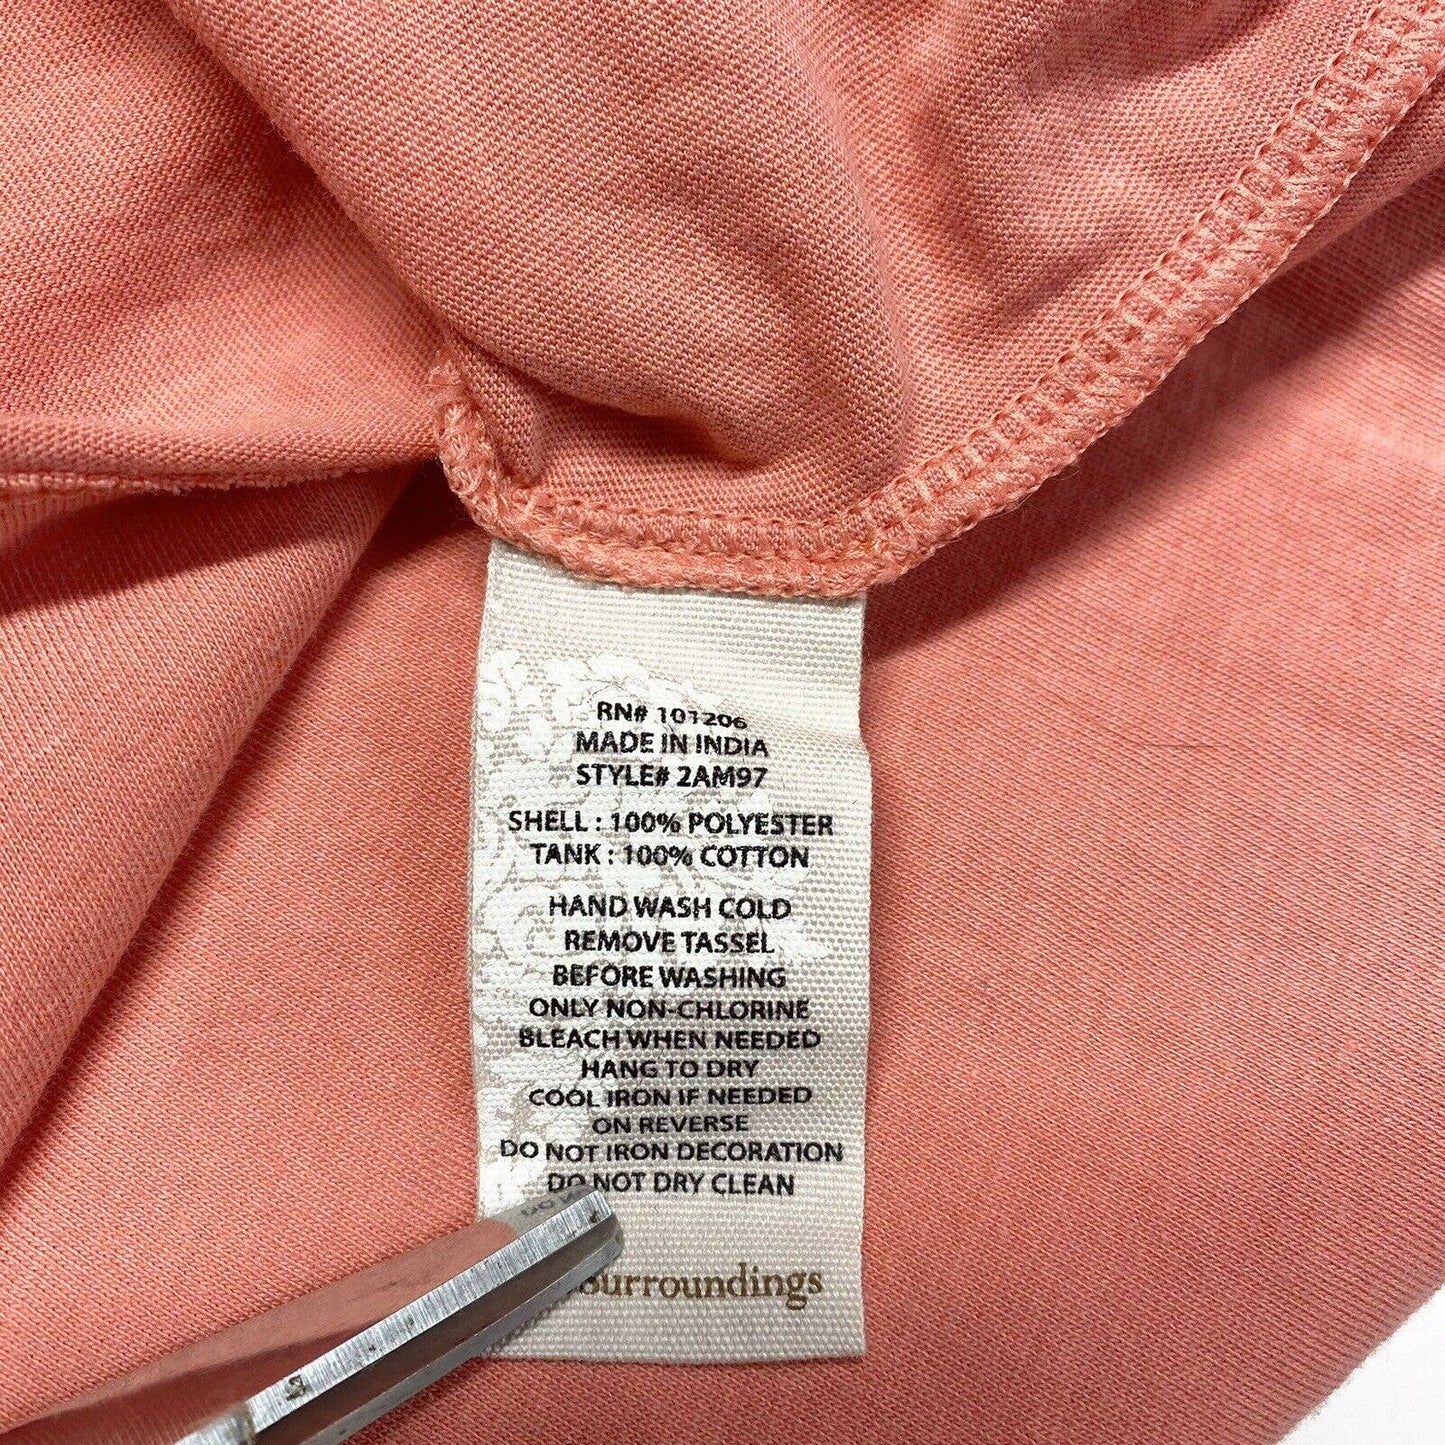 RN# 101206
MADE IN INDIA
STYLE# 2AM97
SHELL : 100% POLYESTER
TANK : 100% COTTON
HAND WASH COLD
REMOVE TASSEL
BEFORE WASHING
ONLY NON-CHLORINE
BLEACH WHEN NEEDED
HANG TO DRY
COOL IRON IF NEEDED
ON REVERSE
DO NOT IRON DECORATION
DO NOT DRY CLEAN
Surroundings